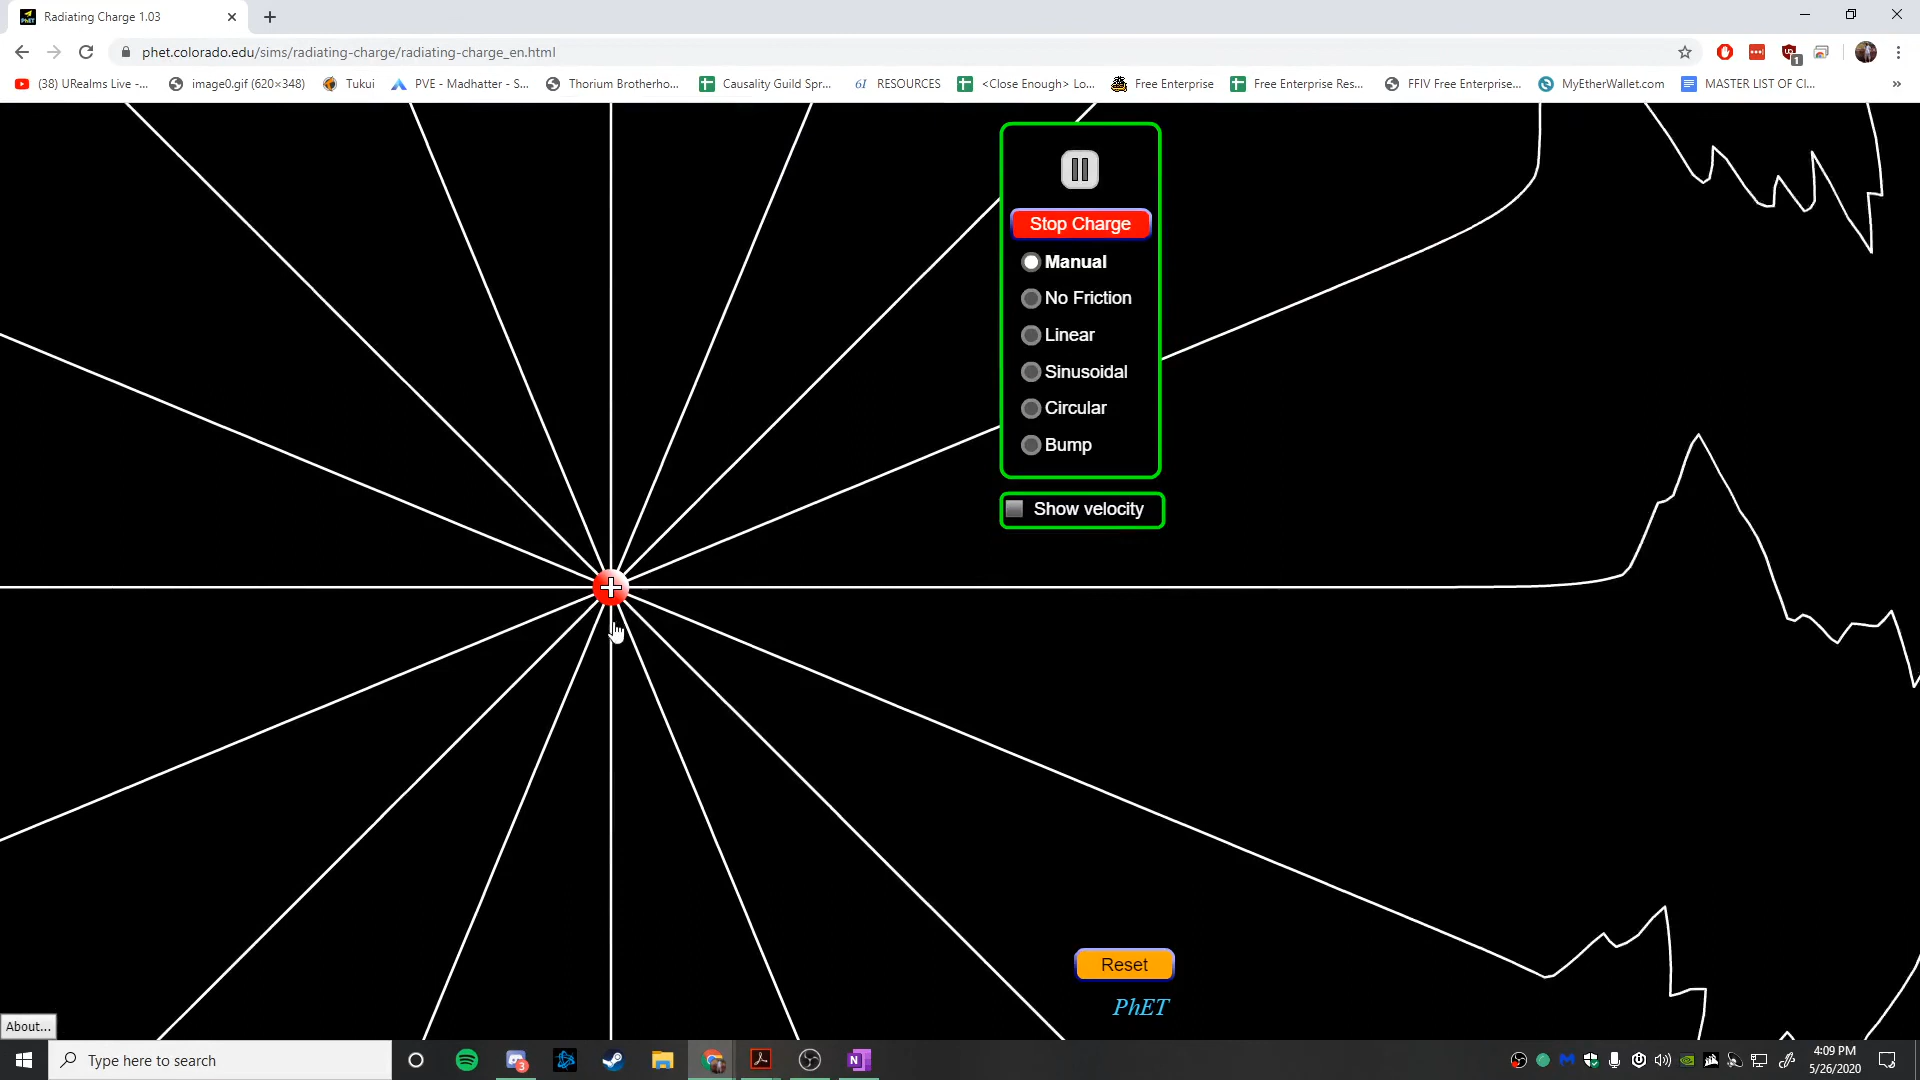 Radiating Charge 1.03
phet.colorado.edu/sims/radiating-charge/radiating-charge_en.html
(38) URealms Live -...
image0.gif (620×348)
Tukui
PVE - Madhatter - S...
Thorium Brotherho...
Causality Guild Spr...
6I RESOURCES
<Close Enough> Lo...
Free Enterprise
Free Enterprise Res...
FFIV Free Enterprise...
MyEtherWallet.com
MASTER LIST OF Cl...
Stop Charge
Manual
No Friction
Linear
Sinusoidal
Circular
Bump
Show velocity
Reset
PhET
About...
Type here to search
4:09 PM
5/26/2020